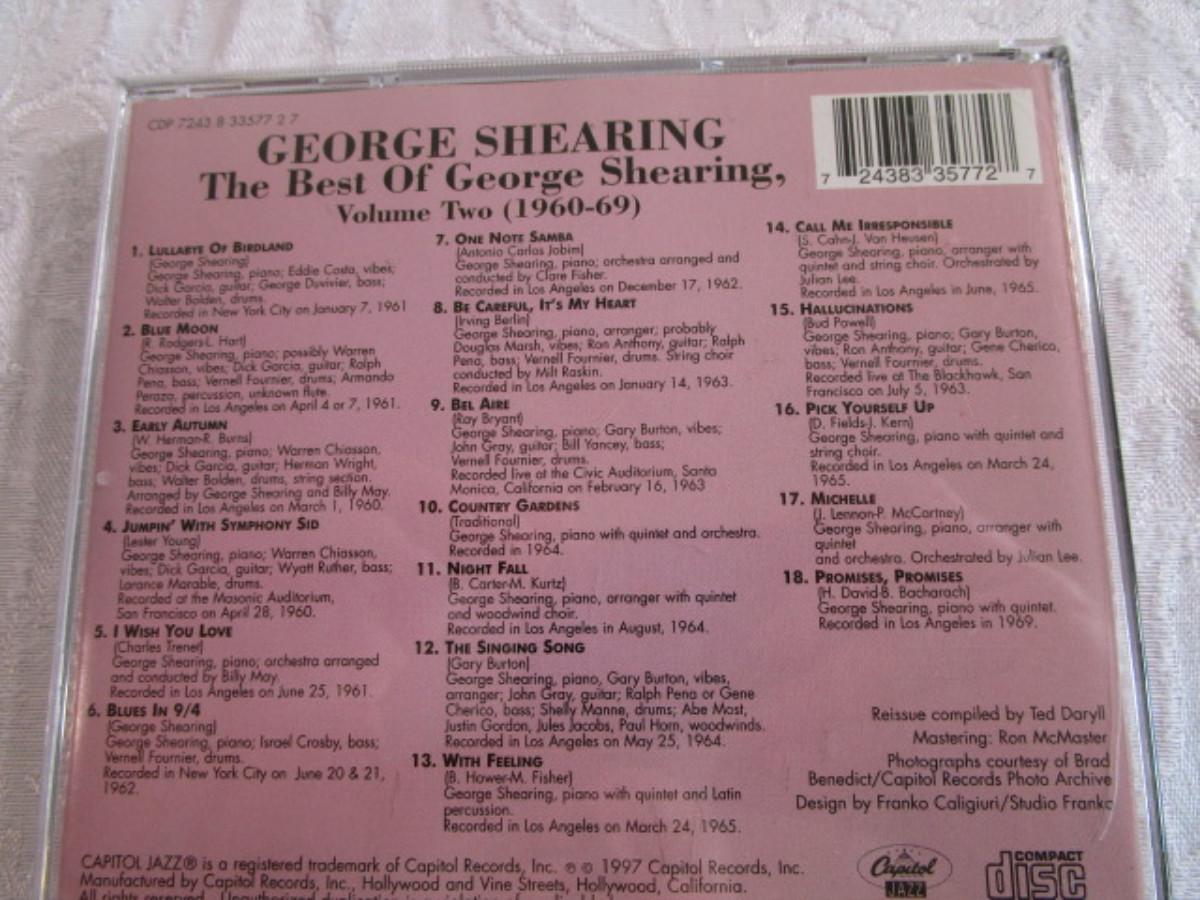 CDP 7243 8 33577 2 7
GEORGE SHEARING
The Best Of George Shearing,
Volume Two (1960-69)
7 24383 35772 7
1. LULLABYE OF BIRDLAND
(George Shearing)
George Shearing, piano; Eddie Costa, vibes;
Dick Garcia, guitar; George Duvivier, bass;
Walter Bolden, drums.
Recorded in New York City on January 7, 1961
2. BLUE MOON
(R. Rodgers-L. Hart)
George Shearing, piano; possibly Warren
Chiasson, vibes; Dick Garcia, guitar; Ralph
Pena, bass; Vernell Fournier, drums; Armando
Perazo, percussion, unknown flute.
Recorded in Los Angeles on April 4 or 7, 1961.
3. EARLY AUTUMN
(W. Herman-R. Burns)
George Shearing, piano; Warren Chiasson,
vibes; Dick Garcia, guitar; Herman Wright,
bass; Walter Bolden, drums, string section.
Arranged by George Shearing and Billy May.
Recorded in Los Angeles on March 1, 1960.
4. JUMPIN' WITH SYMPHONY SID
(Lester Young)
George Shearing, piano; Warren Chiasson,
vibes; Dick Garcia, guitar; Wyatt Ruther, bass;
Larance Marable, drums.
Recorded at the Masonic Auditorium,
San Francisco on April 28, 1960.
5. I WISH YOU LOVE
(Charles Trenet)
George Shearing, piano; orchestra arranged
and conducted by Billy May.
Recorded in Los Angeles on June 25, 1961.
6. BLUES IN 9/4
(George Shearing)
George Shearing, piano; Israel Crosby, bass;
Vernell Fournier, drums.
Recorded in New York City on June 20 & 21,
1962.
7. ONE NOTE SAMBA
(Antonio Carlos Jobim)
George Shearing, piano; orchestra arranged and
conducted by Clare Fisher.
Recorded in Los Angeles on December 17, 1962.
8. BE CAREFUL, IT'S MY HEART
(Irving Berlin)
George Shearing, piano, arranger; probably
Douglas Marsh, vibes; Ron Anthony, guitar; Ralph
Pena, bass; Vernell Fournier, drums. String choir
conducted by Milt Raskin.
Recorded in Los Angeles on January 14, 1963.
9. BEL AIRE
(Ray Bryant)
George Shearing, piano; Gary Burton, vibes;
John Gray, guitar; Bill Yancey, bass;
Vernell Fournier, drums.
Recorded live at the Civic Auditorium, Santa
Monica, California on February 16, 1963
10. COUNTRY GARDENS
(Traditional)
George Shearing, piano with quintet and orchestra.
Recorded in 1964.
11. NIGHT FALL
(B. Carter-M. Kurtz)
George Shearing, piano, arranger with quintet
and woodwind choir.
Recorded in Los Angeles in August, 1964.
12. THE SINGING SONG
(Gary Burton)
George Shearing, piano, Gary Burton, vibes,
arranger; John Gray, guitar; Ralph Pena or Gene
Cherico, bass; Shelly Manne, drums; Abe Most,
Justin Gordon, Jules Jacobs, Paul Horn, woodwinds.
Recorded in Los Angeles on May 25, 1964.
13. WITH FEELING
(B. Hower-M. Fisher)
George Shearing, piano with quintet and Latin
percussion.
Recorded in Los Angeles on March 24, 1965.
14. CALL ME IRRESPONSIBLE
(S. Cahn-J. Van Heusen)
George Shearing, piano, arranger with
quintet and string choir. Orchestrated by
Julian Lee.
Recorded in Los Angeles in June, 1965.
15. HALLUCINATIONS
(Bud Powell)
George Shearing, piano; Gary Burton,
vibes; Ron Anthony, guitar; Gene Cherico,
bass; Vernell Fournier, drums.
Recorded live at The Blackhawk, San
Francisco on July 5, 1963.
16. PICK YOURSELF UP
(D. Fields-J. Kern)
George Shearing, piano with quintet and
string choir.
Recorded in Los Angeles on March 24,
1965.
17. MICHELLE
(J. Lennon-P. McCartney)
George Shearing, piano, arranger with
quintet
and orchestra. Orchestrated by Julian Lee.
18. PROMISES, PROMISES
(H. David-B. Bacharach)
George Shearing, piano with quintet.
Recorded in Los Angeles in 1969.
Reissue compiled by Ted Daryll
Mastering: Ron McMaster
Photographs courtesy of Brad
Benedict/Capitol Records Photo Archive
Design by Franko Caligiuri/Studio Franko
CAPITOL JAZZ® is a registered trademark of Capitol Records, Inc. ℗ © 1997 Capitol Records, Inc.
Manufactured by Capitol Records, Inc., Hollywood and Vine Streets, Hollywood, California.
All rights reserved. Unauthorized duplication is a violation of
Capitol
JAZZ
COMPACT
disc